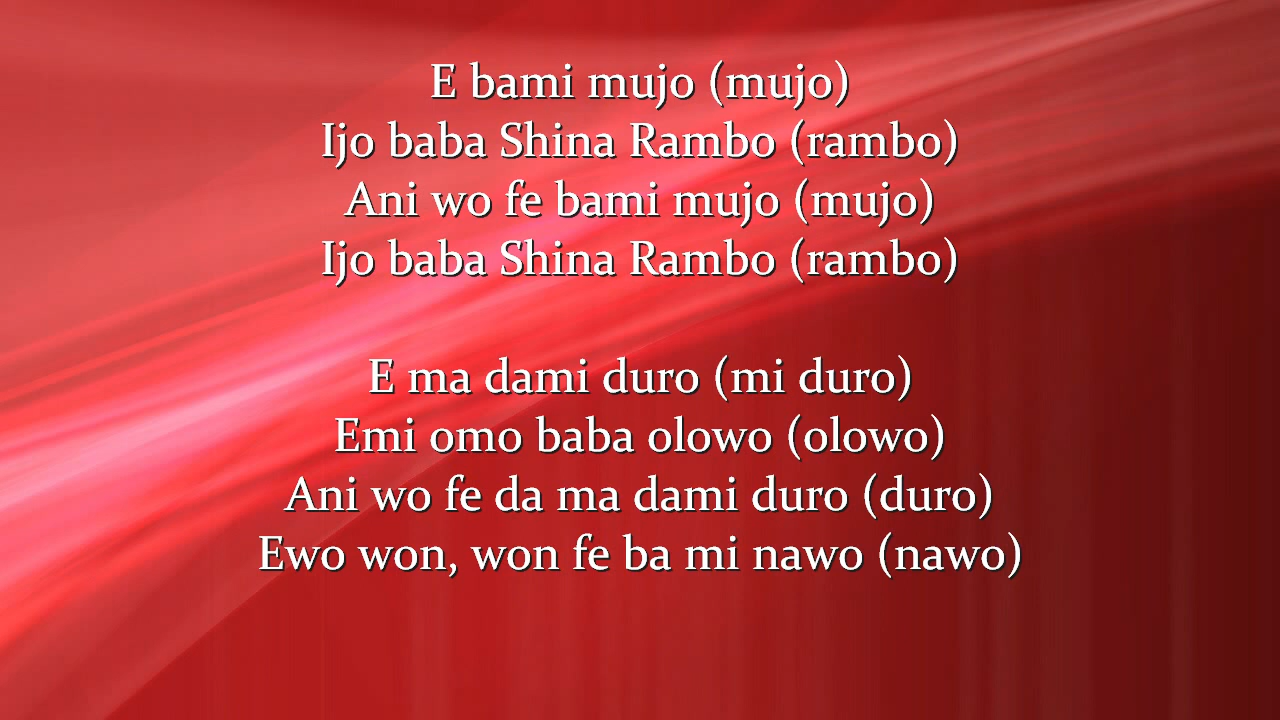 E bami mujo (mujo)
Ijo baba Shina Rambo (rambo)
Ani wo fe bami mujo (mujo)
Ijo baba Shina Rambo (rambo)
E ma dami duro (mi duro)
Emi omo baba olowo (olowo)
Ani wo fe da ma dami duro (duro)
Ewo won, won fe ba mi nawo (nawo)